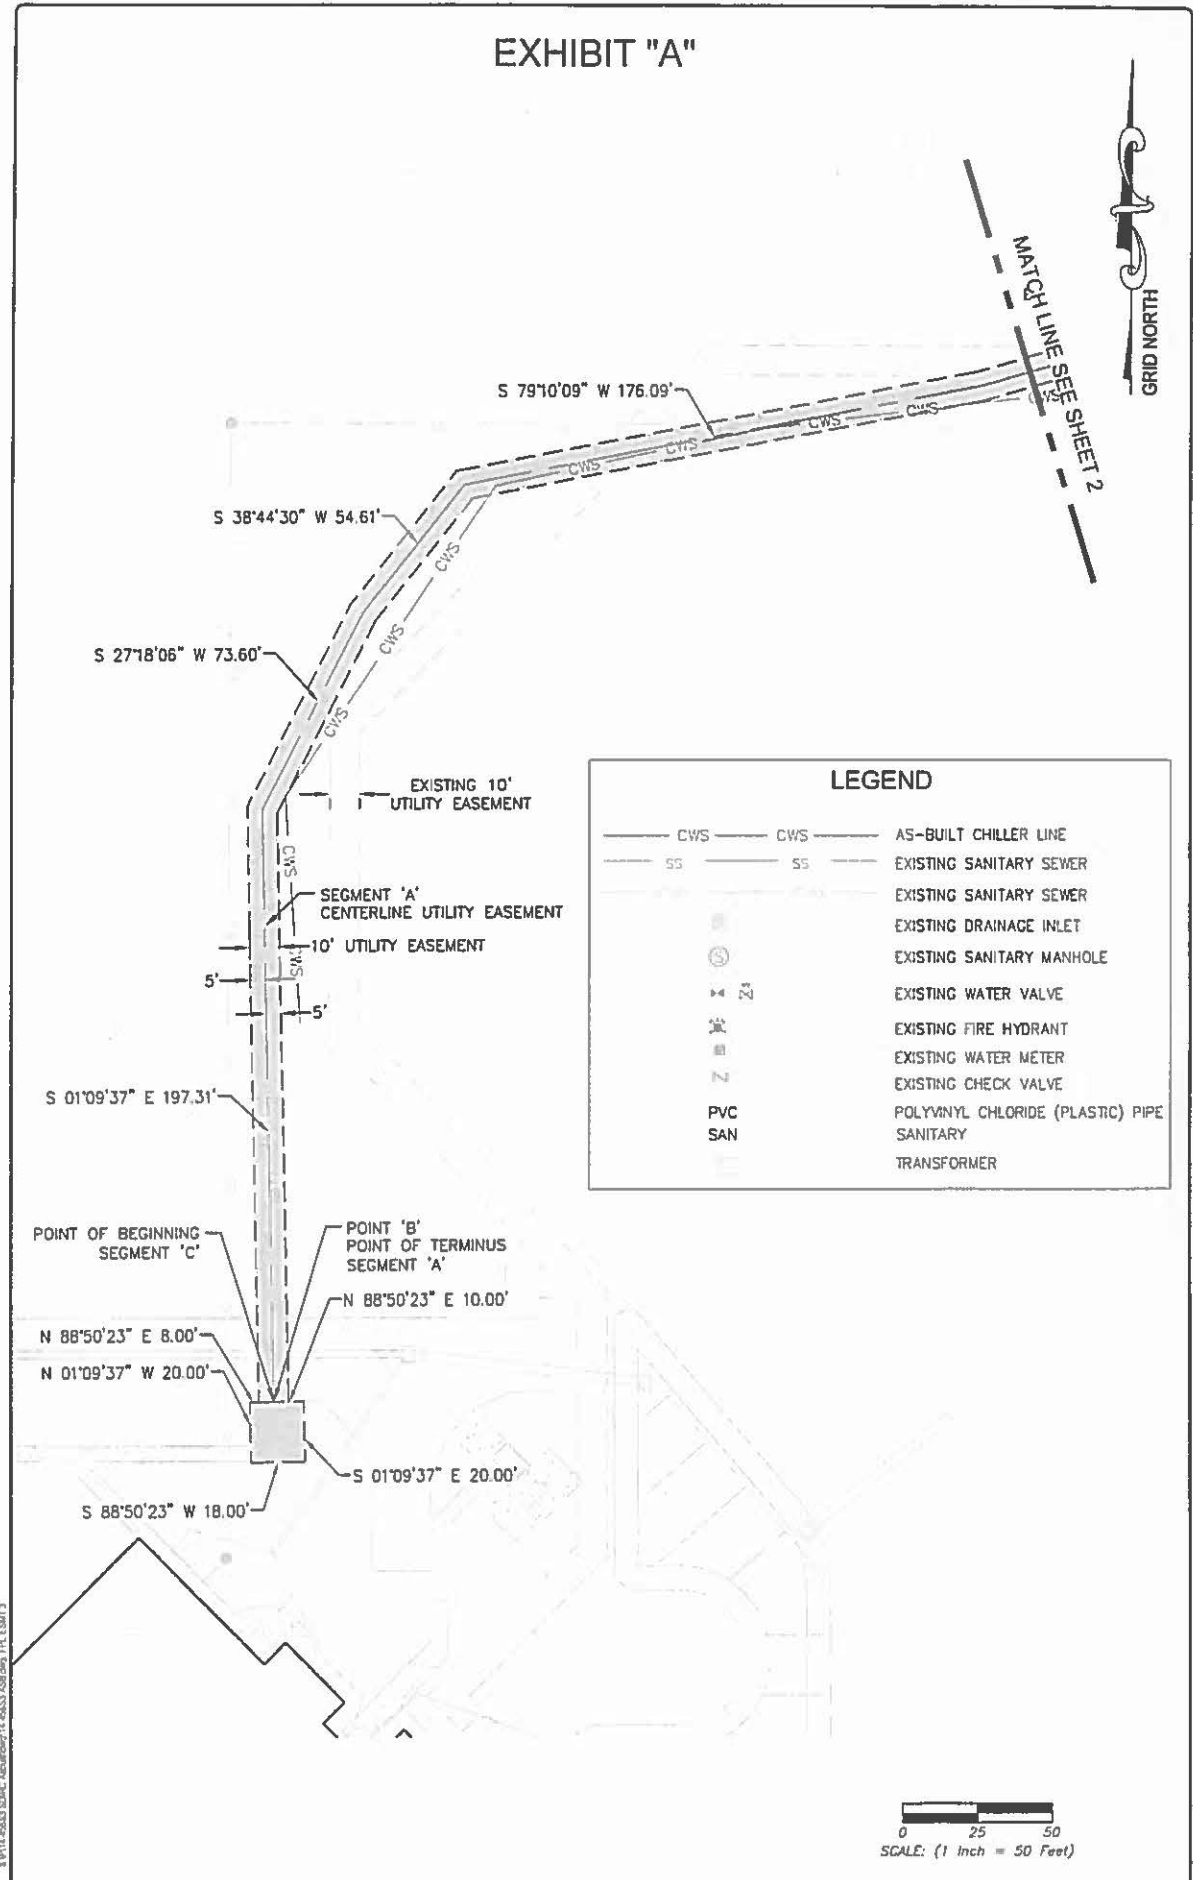 EXHIBIT "A"
GRID NORTH
MATCH LINE SEE SHEET 2
S 79°10'09" W 176.09'
CWS
CWS
CWS
CWS
CWS
S 38°44'30" W 54.61'
CWS
CWS
S 27°18'06" W 73.60'
CWS
EXISTING 10'
UTILITY EASEMENT
CWS
SEGMENT 'A'
CENTERLINE UTILITY EASEMENT
10' UTILITY EASEMENT
CWS
5'
5'
S 01°09'37" E 197.31'
LEGEND
CWS CWS AS-BUILT CHILLER LINE
SS SS EXISTING SANITARY SEWER
EXISTING SANITARY SEWER
EXISTING DRAINAGE INLET
S EXISTING SANITARY MANHOLE
EXISTING WATER VALVE
EXISTING FIRE HYDRANT
EXISTING WATER METER
EXISTING CHECK VALVE
PVC POLYVINYL CHLORIDE (PLASTIC) PIPE
SAN SANITARY
TRANSFORMER
POINT OF BEGINNING
SEGMENT 'C'
POINT 'B'
POINT OF TERMINUS
SEGMENT 'A'
N 88°50'23" E 10.00'
N 88°50'23" E 8.00'
N 01°09'37" W 20.00'
S 01°09'37" E 20.00'
S 88°50'23" W 18.00'
0 25 50
SCALE: (1 Inch = 50 Feet)